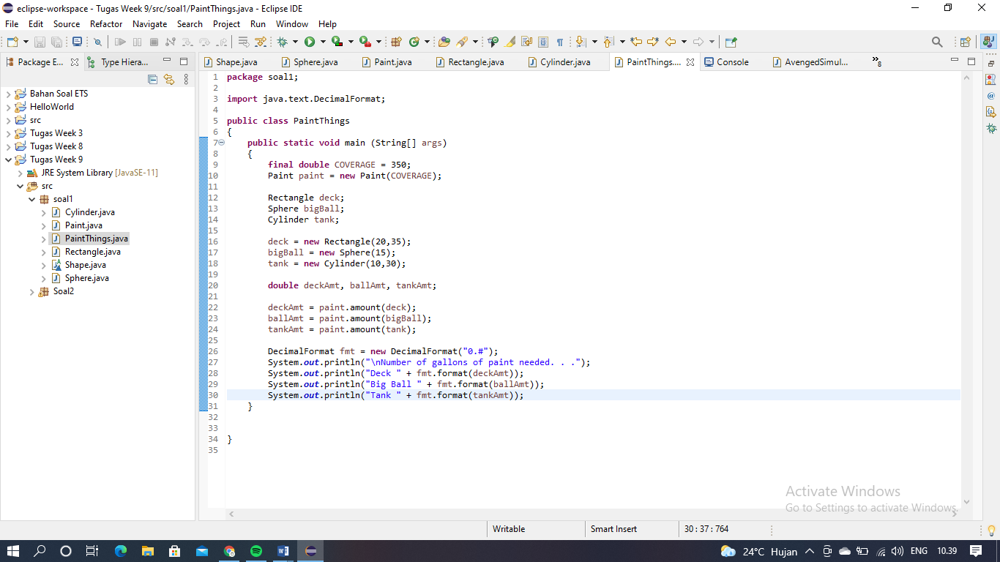 eclipse-workspace - Tugas Week 9/src/soal1/PaintThings.java - Eclipse IDE
File Edit Source Refactor Navigate Search Project Run Window Help
Package E... Type Hiera...
Shape.java Sphere.java Paint.java Rectangle.java Cylinder.java PaintThings.... Console AvengedSimul... »8
Bahan Soal ETS
HelloWorld
src
Tugas Week 3
Tugas Week 8
Tugas Week 9
JRE System Library [JavaSE-11]
src
soal1
Cylinder.java
Paint.java
PaintThings.java
Rectangle.java
Shape.java
Sphere.java
Soal2
1 package soal1;
2
3 import java.text.DecimalFormat;
4
5 public class PaintThings
6 {
7 public static void main (String[] args)
8 {
9 final double COVERAGE = 350;
10 Paint paint = new Paint(COVERAGE);
11
12 Rectangle deck;
13 Sphere bigBall;
14 Cylinder tank;
15
16 deck = new Rectangle(20,35);
17 bigBall = new Sphere(15);
18 tank = new Cylinder(10,30);
19
20 double deckAmt, ballAmt, tankAmt;
21
22 deckAmt = paint.amount(deck);
23 ballAmt = paint.amount(bigBall);
24 tankAmt = paint.amount(tank);
25
26 DecimalFormat fmt = new DecimalFormat("0.#");
27 System.out.println("\nNumber of gallons of paint needed. . .");
28 System.out.println("Deck " + fmt.format(deckAmt));
29 System.out.println("Big Ball " + fmt.format(ballAmt));
30 System.out.println("Tank " + fmt.format(tankAmt));
31 }
32
33
34 }
35
Activate Windows
Go to Settings to activate Windows.
Writable Smart Insert 30 : 37 : 764
24°C Hujan ENG 10.39